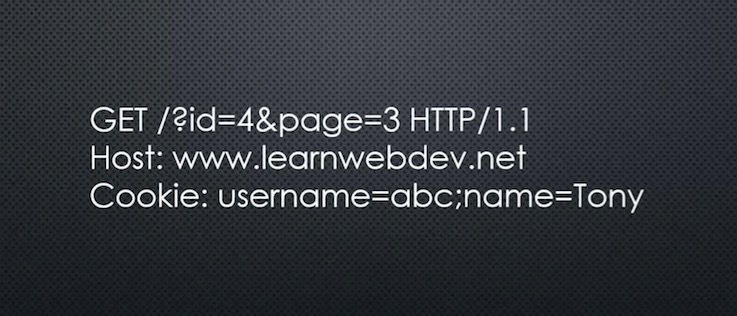 GET /?id=4&page=3 HTTP/1.1
Host: www.learnwebdev.net
Cookie: username=abc;name=Tony